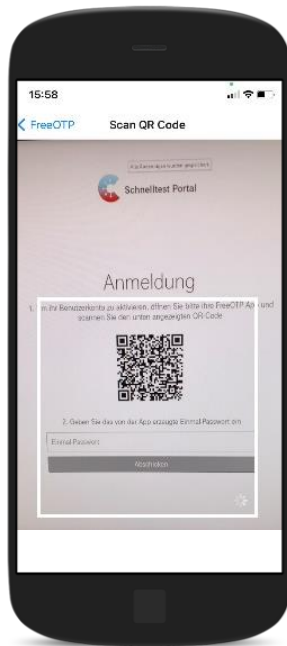 15:58
FreeOTP
Scan QR Code
Schnelltest Portal
Anmeldung
1. Um Ihr Benutzerkonto zu aktivieren, öffnen Sie bitte Ihre FreeOTP App und
scannen Sie den unten angezeigten QR-Code
2. Geben Sie das von der App erzeugte Einmal-Passwort ein
Einmal-Passwort
Abschicken